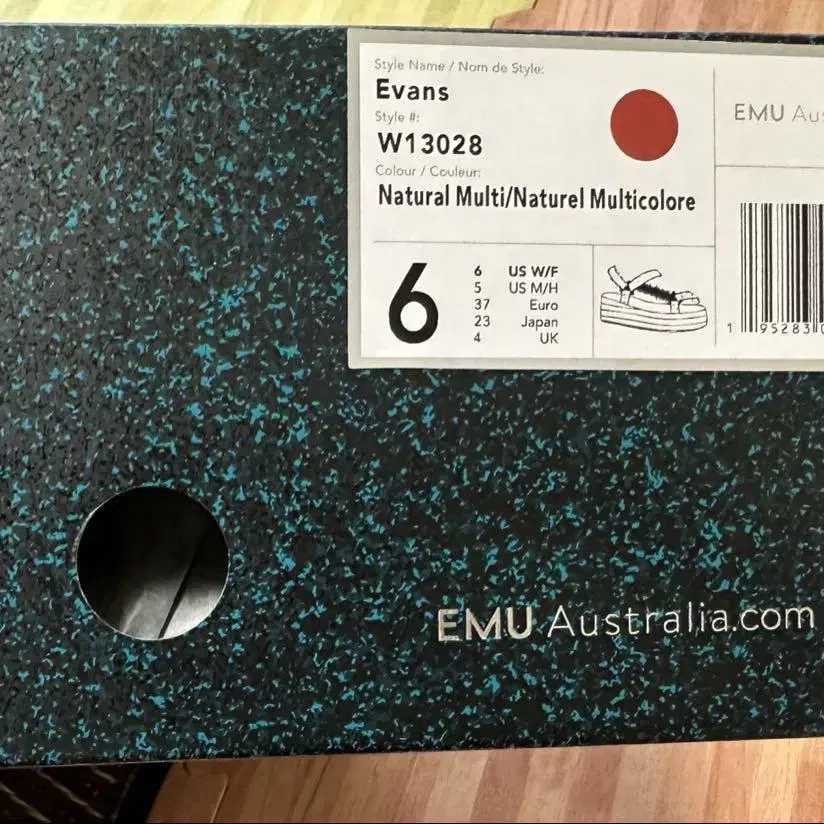 Style Name / Nom de Style:
Evans
Style #:
W13028
Colour / Couleur:
Natural Multi/Naturel Multicolore
6
6 US W/F
5 US M/H
37 Euro
23 Japan
4 UK
EMU Aus
1 95283
EMU Australia.com